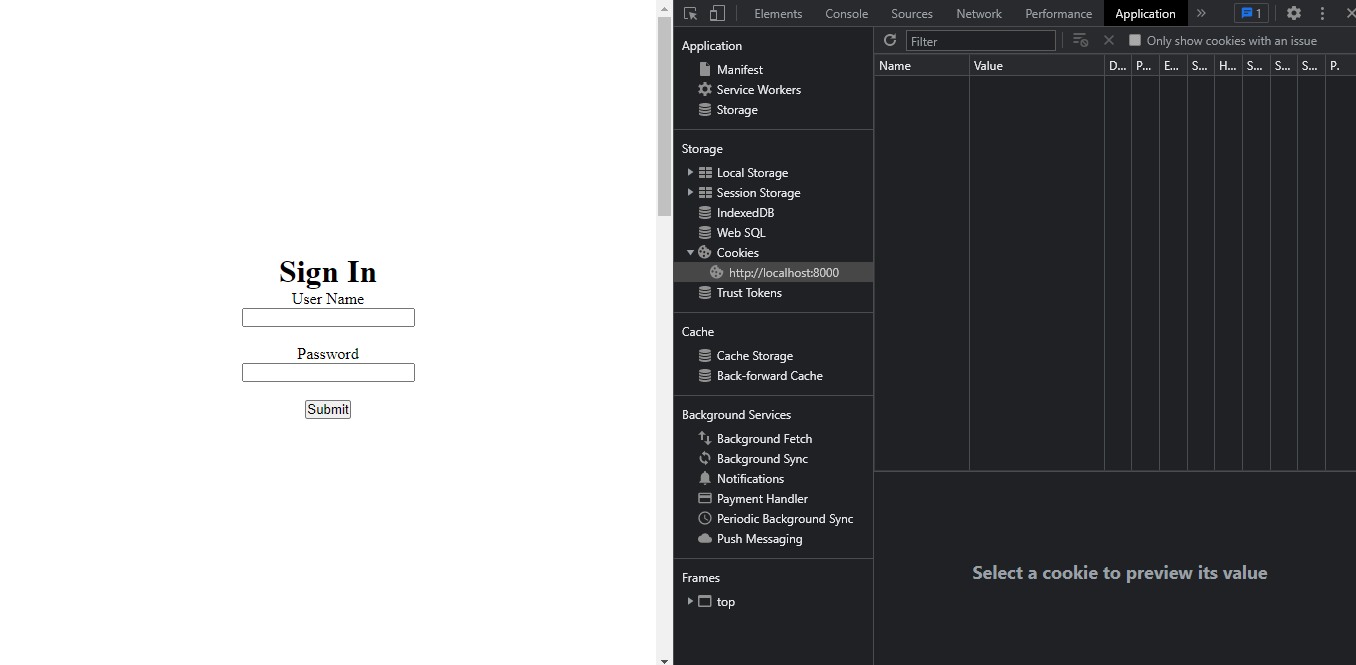 Sign In
User Name
Password
Submit
Elements Console Sources Network Performance Application » 1
Application
Manifest
Service Workers
Storage
Storage
Local Storage
Session Storage
IndexedDB
Web SQL
Cookies
http://localhost:8000
Trust Tokens
Cache
Cache Storage
Back-forward Cache
Background Services
Background Fetch
Background Sync
Notifications
Payment Handler
Periodic Background Sync
Push Messaging
Frames
top
Filter Only show cookies with an issue
Name Value D... P... E... S... H... S... S... S... P.
Select a cookie to preview its value